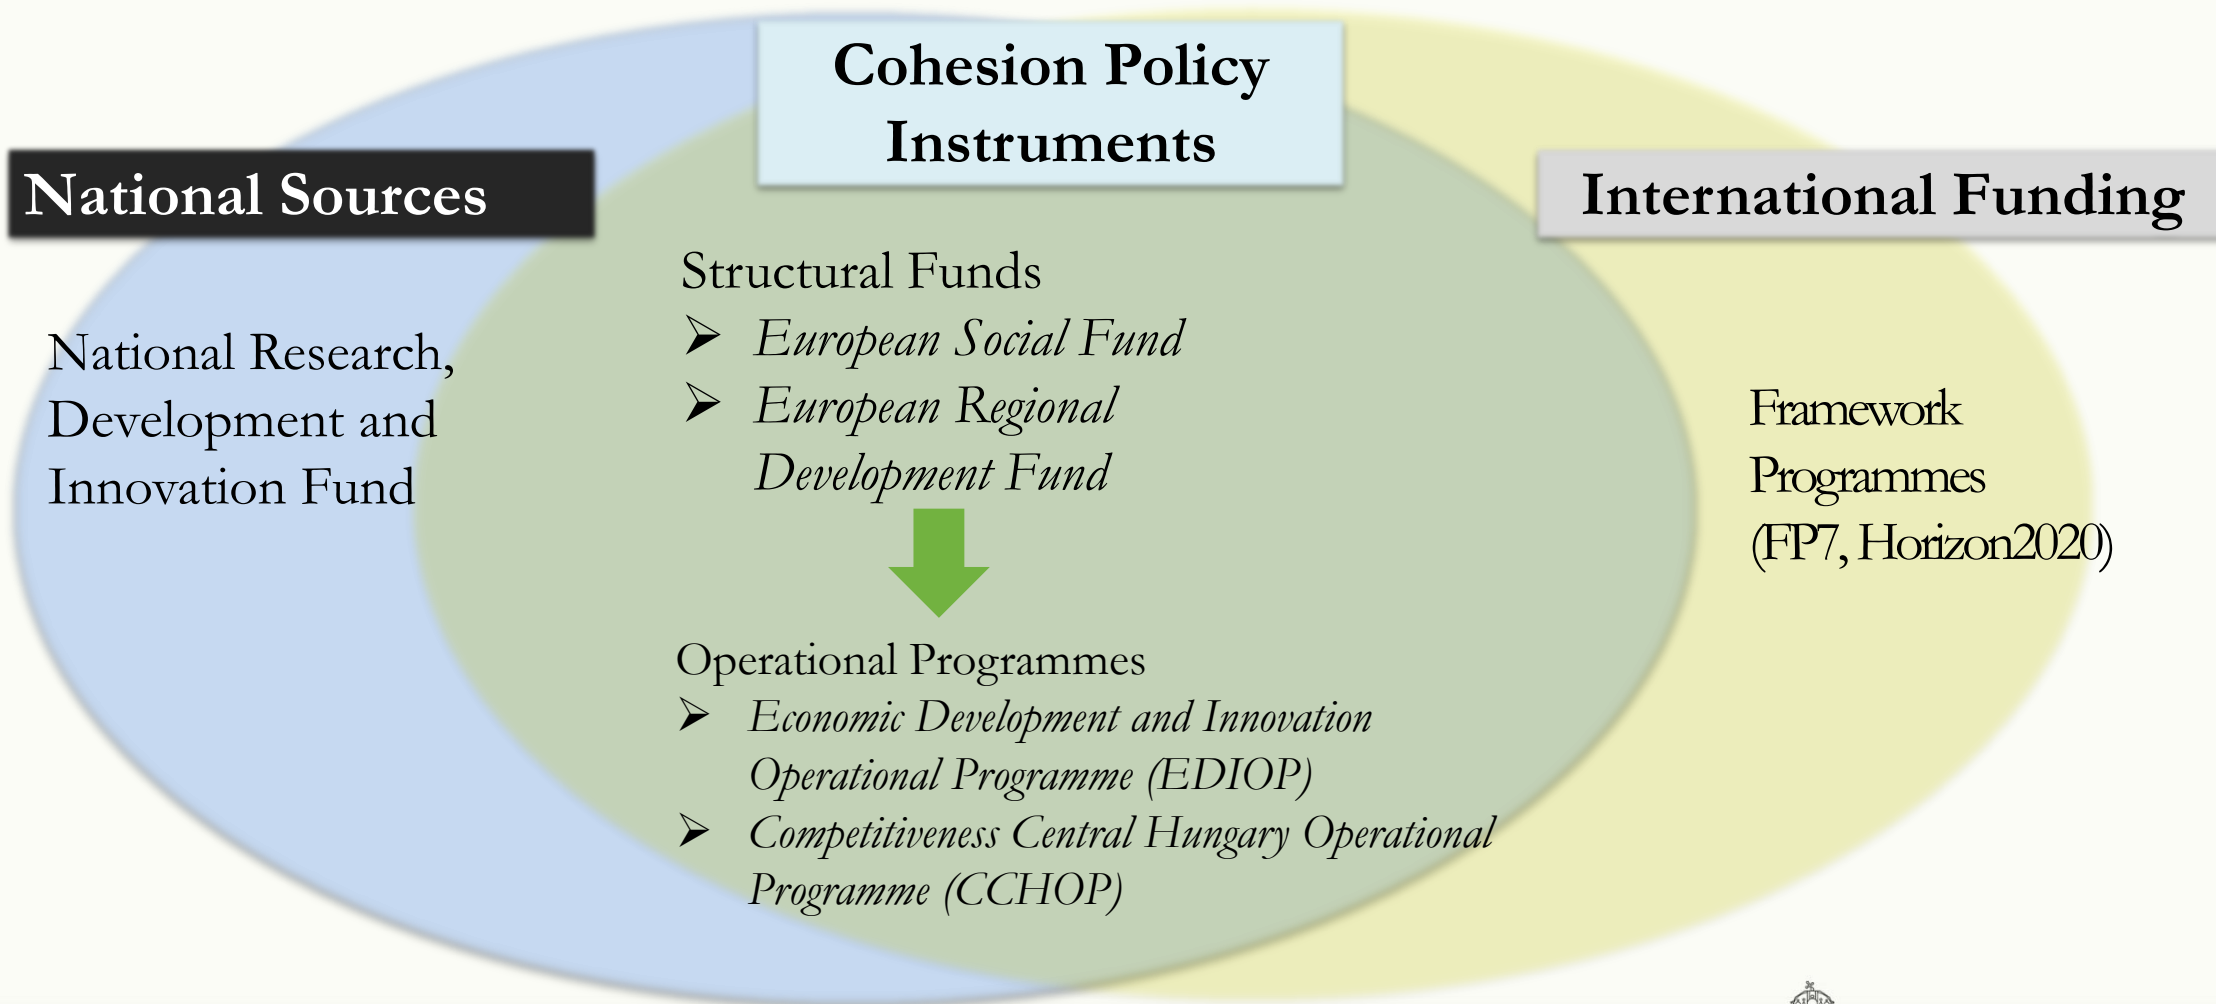 Cohesion Policy
Instruments
National Sources
International Funding
National Research,
Development and
Innovation Fund
Structural Funds
➢ European Social Fund
➢ European Regional
Development Fund
Operational Programmes
➢ Economic Development and Innovation
Operational Programme (EDIOP)
➢ Competitiveness Central Hungary Operational
Programme (CCHOP)
Framework
Programmes
(FP7, Horizon2020)